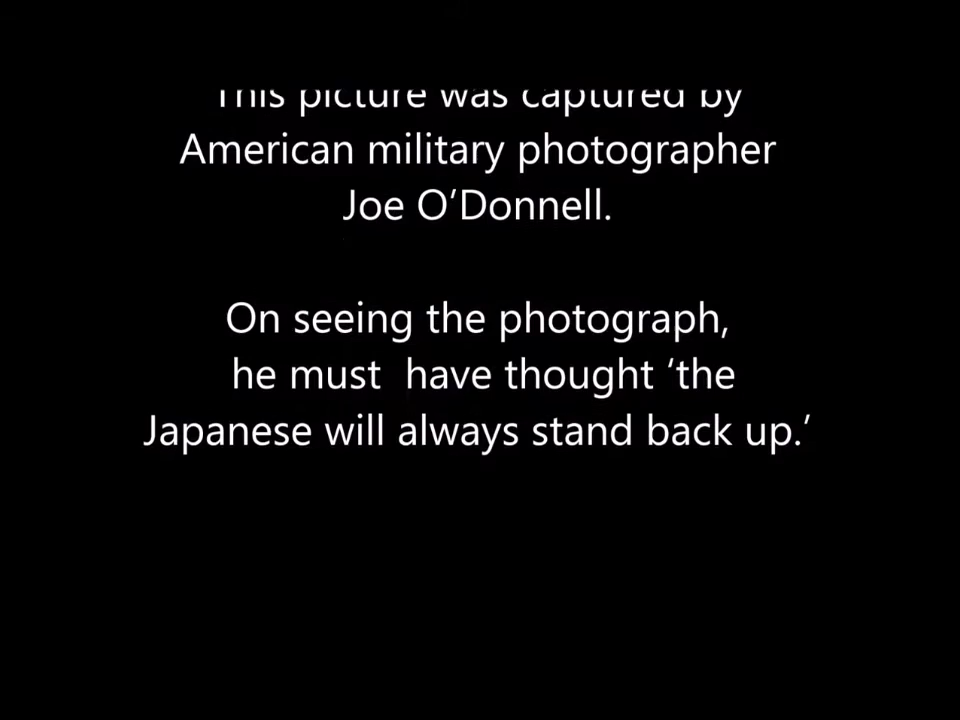 This picture was captured by
American military photographer
Joe O’Donnell.
On seeing the photograph,
he must  have thought ‘the
Japanese will always stand back up.’